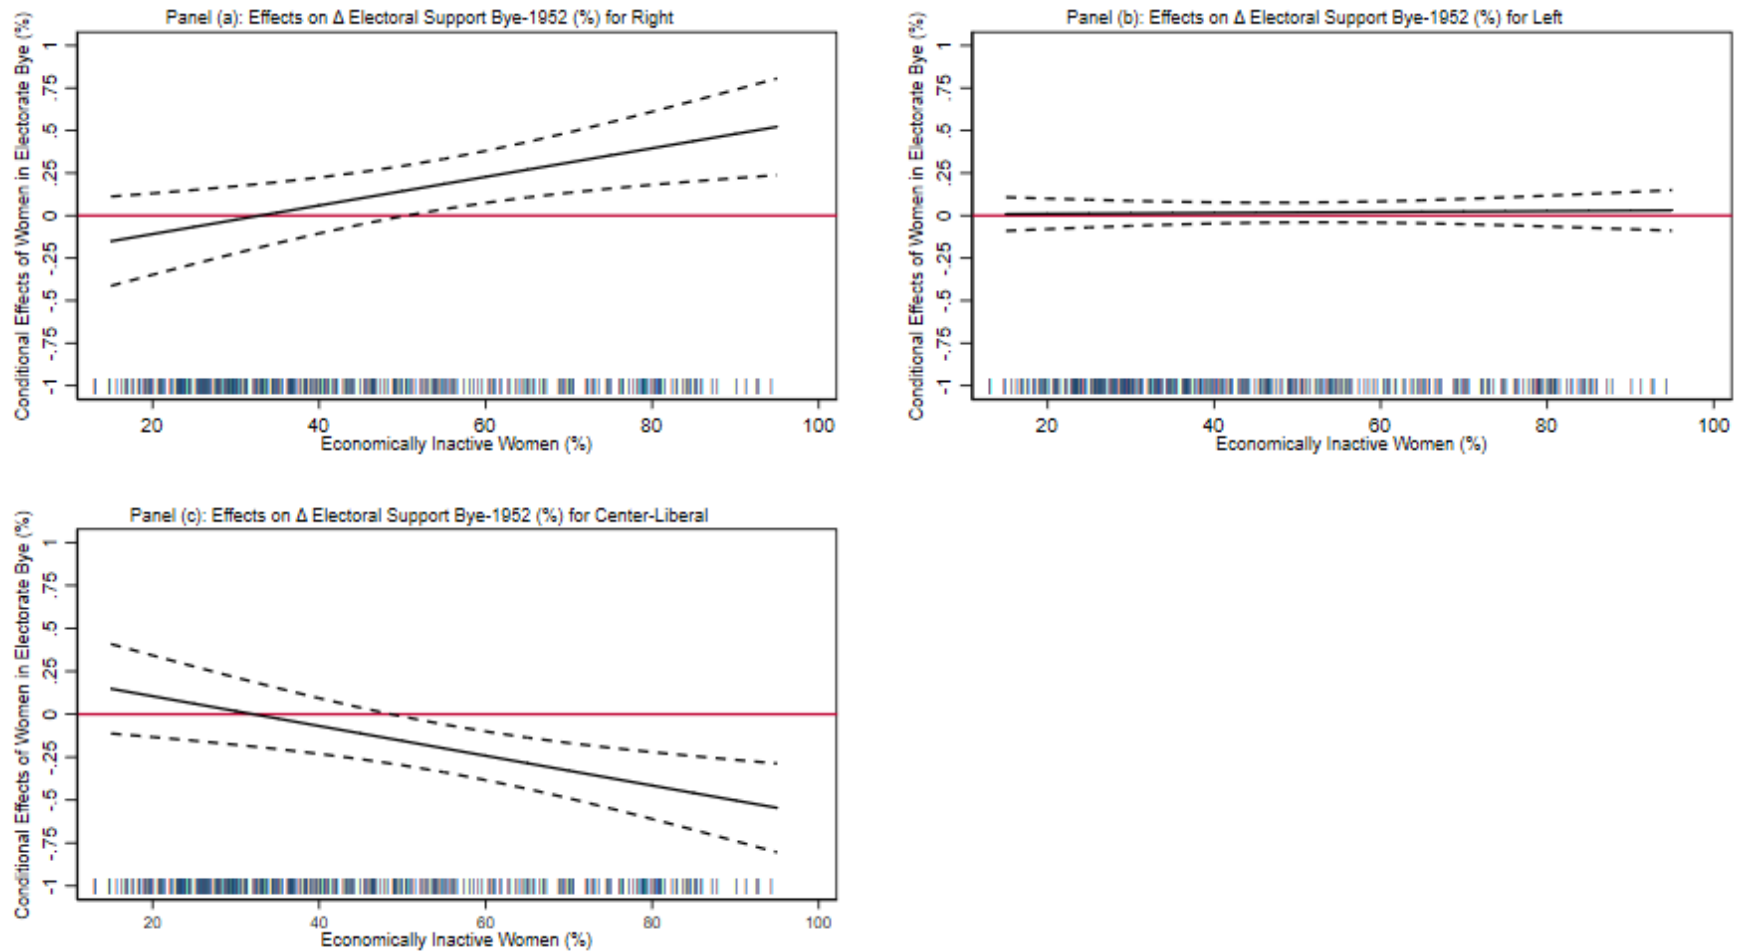 Panel (a): Effects on Δ Electoral Support Bye-1952 (%) for Right
Conditional Effects of Women in Electorate Bye (%)
1
.75
.5
.25
0
-.25
-.5
-.75
-1
20 40 60 80 100
Economically Inactive Women (%)
Panel (b): Effects on Δ Electoral Support Bye-1952 (%) for Left
Conditional Effects of Women in Electorate Bye (%)
1
.75
.5
.25
0
-.25
-.5
-.75
-1
20 40 60 80 100
Economically Inactive Women (%)
Panel (c): Effects on Δ Electoral Support Bye-1952 (%) for Center-Liberal
Conditional Effects of Women in Electorate Bye (%)
1
.75
.5
.25
0
-.25
-.5
-.75
-1
20 40 60 80 100
Economically Inactive Women (%)